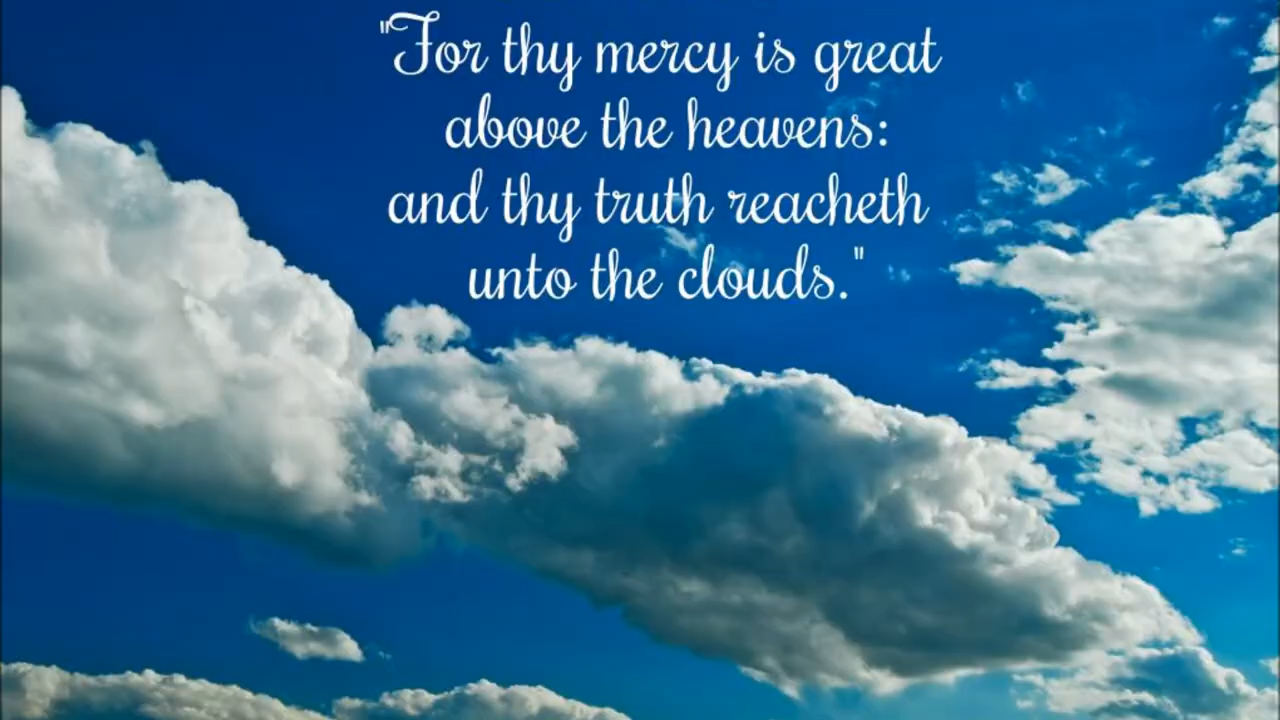 "For thy mercy is great
above the heavens:
and thy truth reacheth
unto the clouds."